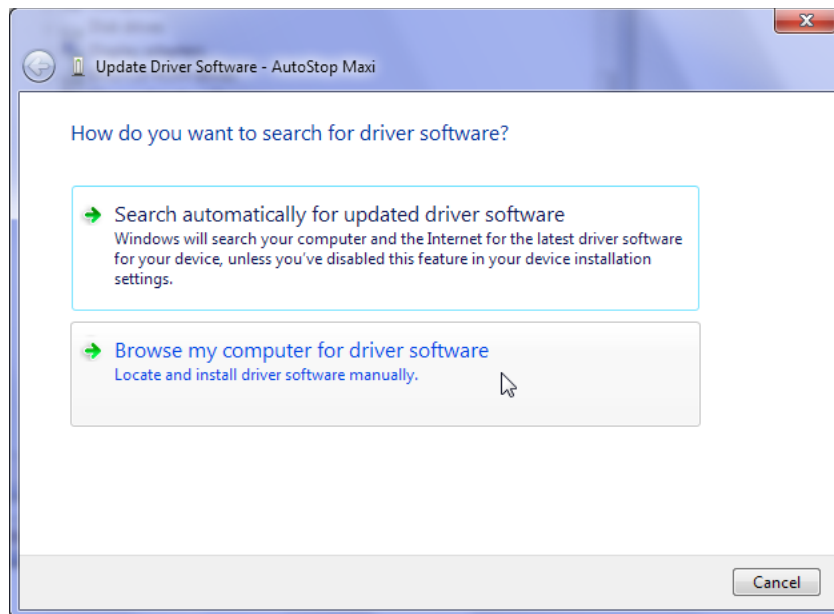 Update Driver Software - AutoStop Maxi
How do you want to search for driver software?
Search automatically for updated driver software
Windows will search your computer and the Internet for the latest driver software
for your device, unless you've disabled this feature in your device installation
settings.
Browse my computer for driver software
Locate and install driver software manually.
Cancel